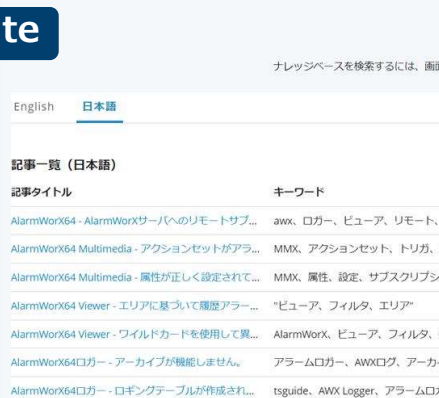 te
ナレッジベースを検索するには、画
English 日本語
記事一覧（日本語）
記事タイトル キーワード
AlarmWorX64 - AlarmWorXサーバへのリモートサブ... awx、ロガー、ビューア、リモート、
AlarmWorX64 Multimedia - アクションセットがアラ... MMX、アクションセット、トリガ、
AlarmWorX64 Multimedia - 属性が正しく設定されて... MMX、属性、設定、サブスクリプシ
AlarmWorX64 Viewer - エリアに基づいて履歴アラー... "ビューア、フィルタ、エリア"
AlarmWorX64 Viewer - ワイルドカードを使用して異... AlarmWorX、ビューア、フィルタ、
AlarmWorX64ロガー - アーカイブが機能しません。 アラームロガー、AWXログ、アーカ
AlarmWorX64ロガー - ロギングテーブルが作成され... tsguide、AWX Logger、アラームロ